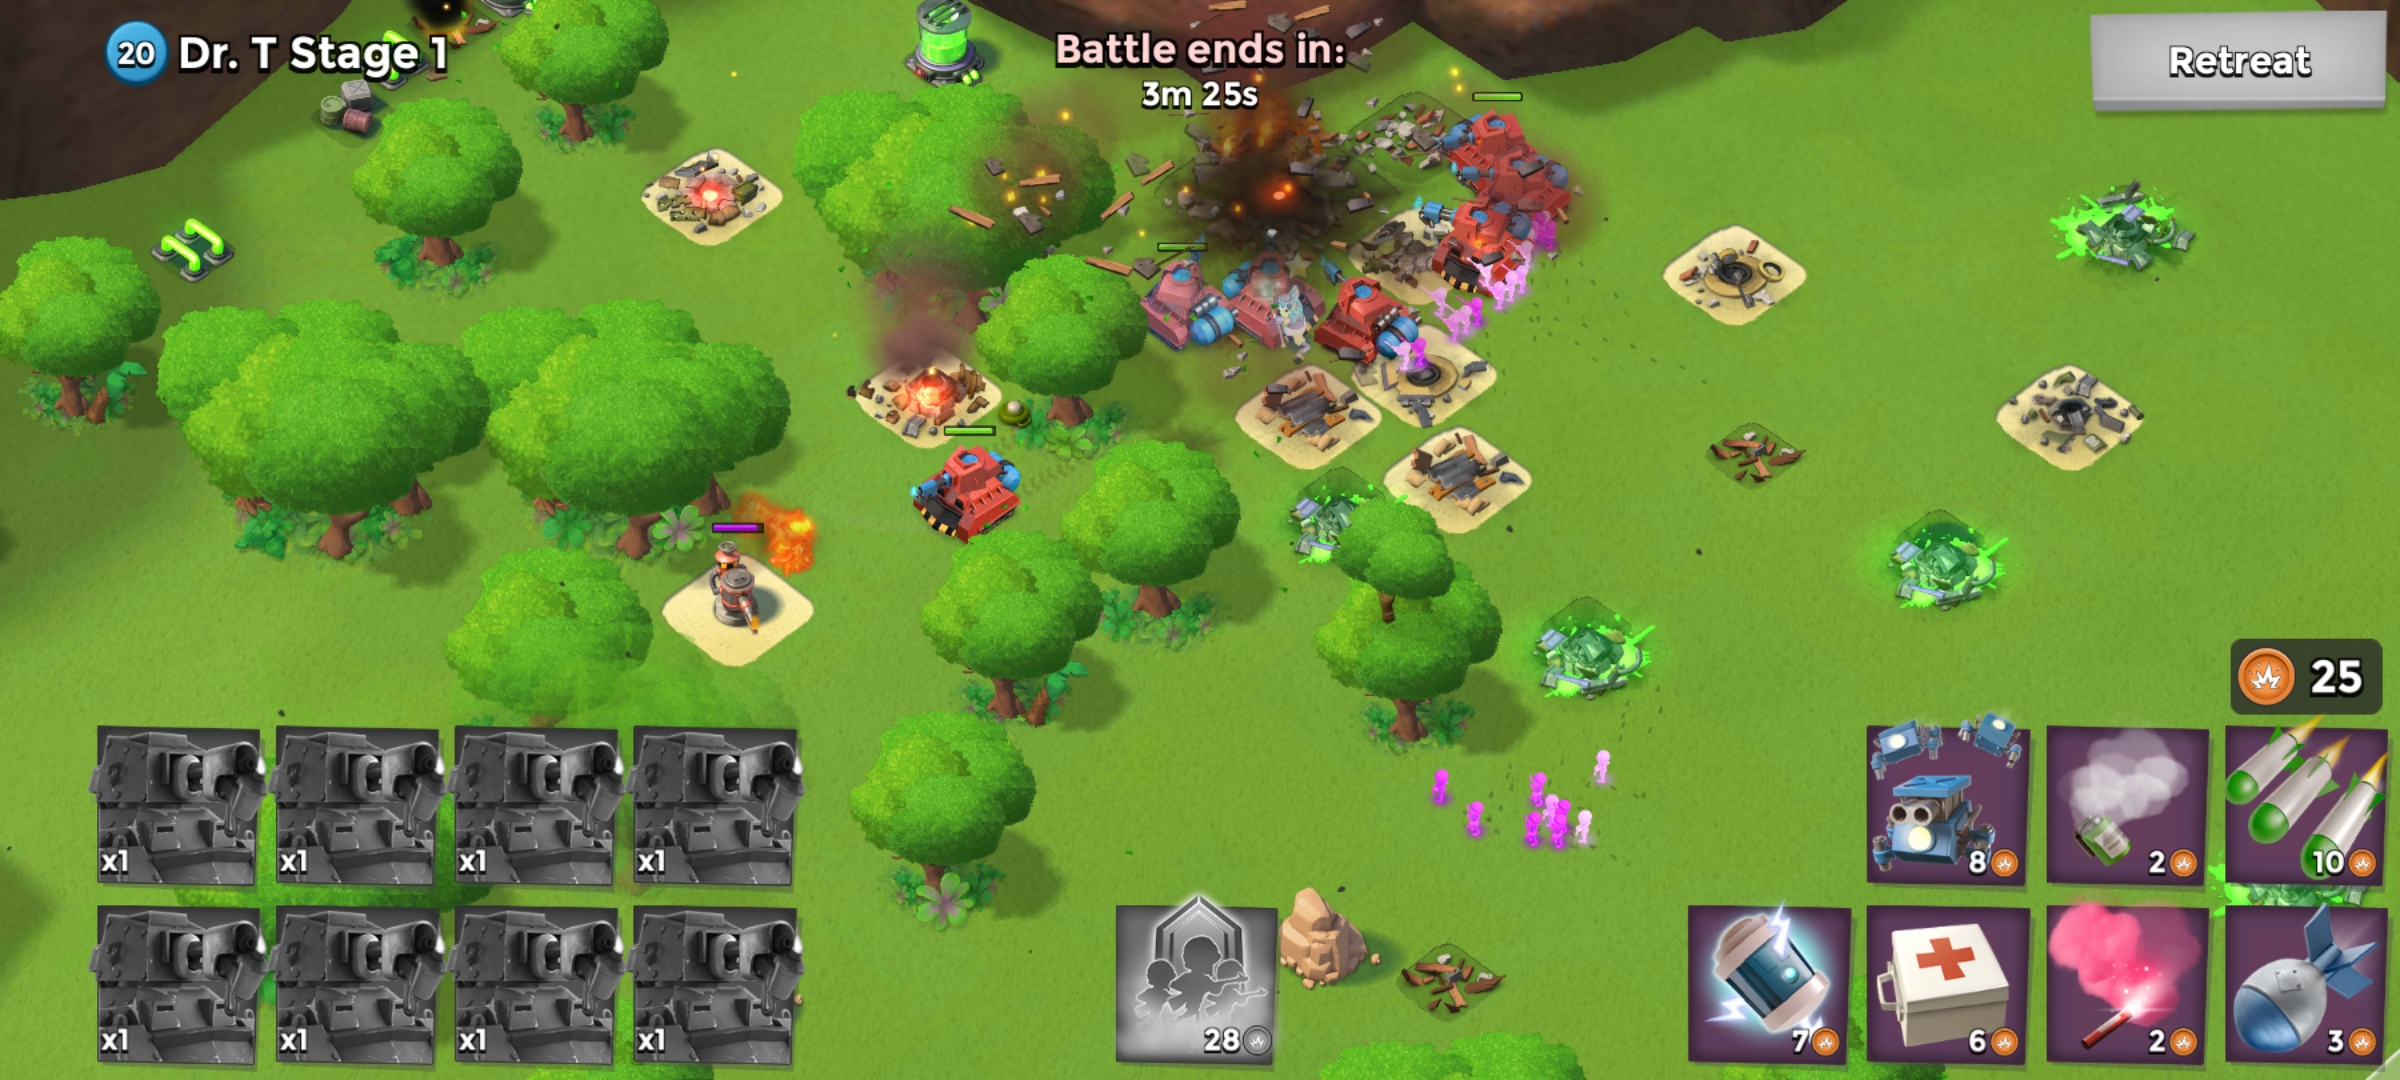 20 Dr. T Stage 1
Battle ends in:
3m 25s
Retreat
25
8
2
10
x1
x1
x1
x1
x1
x1
x1
x1
28
7
6
2
3